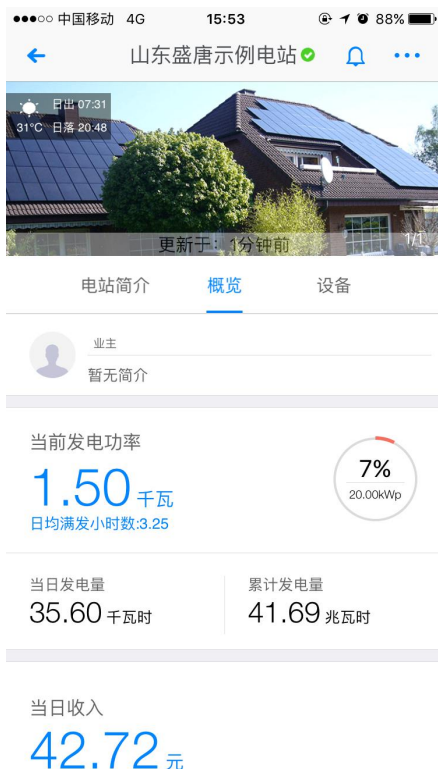 中国移动 4G 15:53 88%
山东盛唐示例电站
日出 07:31
31°C 日落 20:48
更新于：1分钟前 1/1
电站简介 概览 设备
业主
暂无简介
当前发电功率
1.50 千瓦
日均满发小时数:3.25
7%
20.00kWp
当日发电量 累计发电量
35.60 千瓦时 41.69 兆瓦时
当日收入
42.72 元